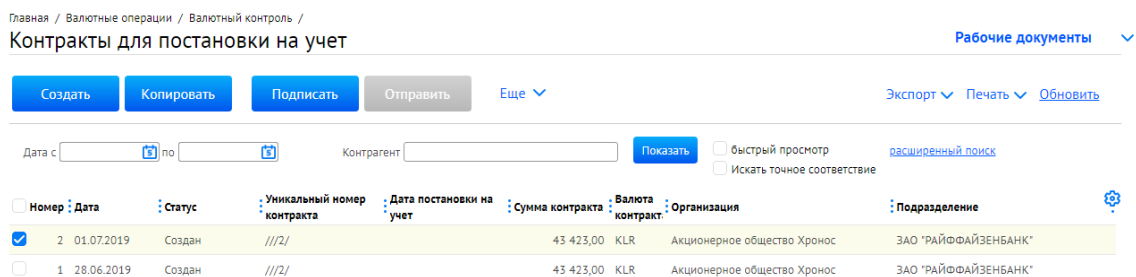 Главная / Валютные операции / Валютный контроль /
Контракты для постановки на учет
Рабочие документы
Создать Копировать Подписать Отправить Еще Экспорт Печать Обновить
Дата с по Контрагент Показать быстрый просмотр расширенный поиск
Искать точное соответствие
Номер Дата Статус Уникальный номер контракта Дата постановки на учет Сумма контракта Валюта контракт Организация Подразделение
2 01.07.2019 Создан ///2/ 43 423,00 KLR Акционерное общество Хронос ЗАО "РАЙФФАЙЗЕНБАНК"
1 28.06.2019 Создан ///2/ 43 423,00 KLR Акционерное общество Хронос ЗАО "РАЙФФАЙЗЕНБАНК"